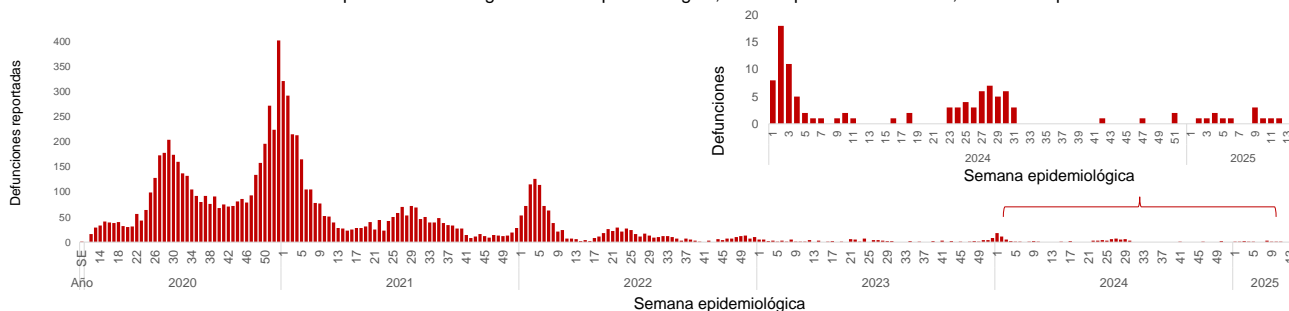 Defunciones
20
15
10
5
0
1 3 5 7 9 11 13 15 17 19 21 23 25 27 29 31 33 35 37 39 41 43 45 47 49 51 1 3 5 7 9 11 13
2024 2025
Semana epidemiológica
Defunciones reportadas
400
350
300
250
200
150
100
50
0
SE 14 18 22 26 30 34 38 42 46 50 1 5 9 13 17 21 25 29 33 37 41 45 49 1 5 9 13 17 21 25 29 33 37 41 45 49 1 5 9 13 17 21 25 29 33 37 41 45 49 1 5 9 13 17 21 25 29 33 37 41 45 49 1 5 9
Año 2020 2021 2022 2023 2024 2025
Semana epidemiológica